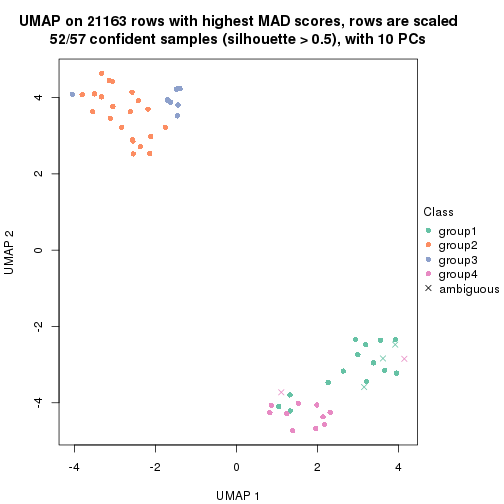 UMAP on 21163 rows with highest MAD scores, rows are scaled
52/57 confident samples (silhouette > 0.5), with 10 PCs
4
2
0
-2
-4
UMAP 2
-4
-2
0
2
4
UMAP 1
Class
group1
group2
group3
group4
ambiguous